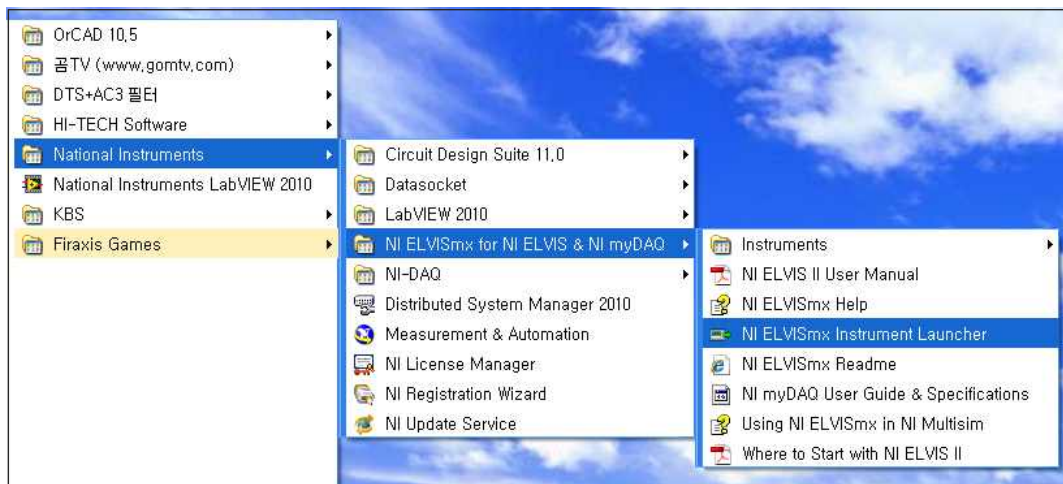 OrCAD 10,5
곰TV (www,gomtv,com)
DTS+AC3 필터
HI-TECH Software
National Instruments
National Instruments LabVIEW 2010
KBS
Firaxis Games
Circuit Design Suite 11,0
Datasocket
LabVIEW 2010
NI ELVISmx for NI ELVIS & NI myDAQ
NI-DAQ
Distributed System Manager 2010
Measurement & Automation
NI License Manager
NI Registration Wizard
NI Update Service
Instruments
NI ELVIS II User Manual
NI ELVISmx Help
NI ELVISmx Instrument Launcher
NI ELVISmx Readme
NI myDAQ User Guide & Specifications
Using NI ELVISmx in NI Multisim
Where to Start with NI ELVIS II